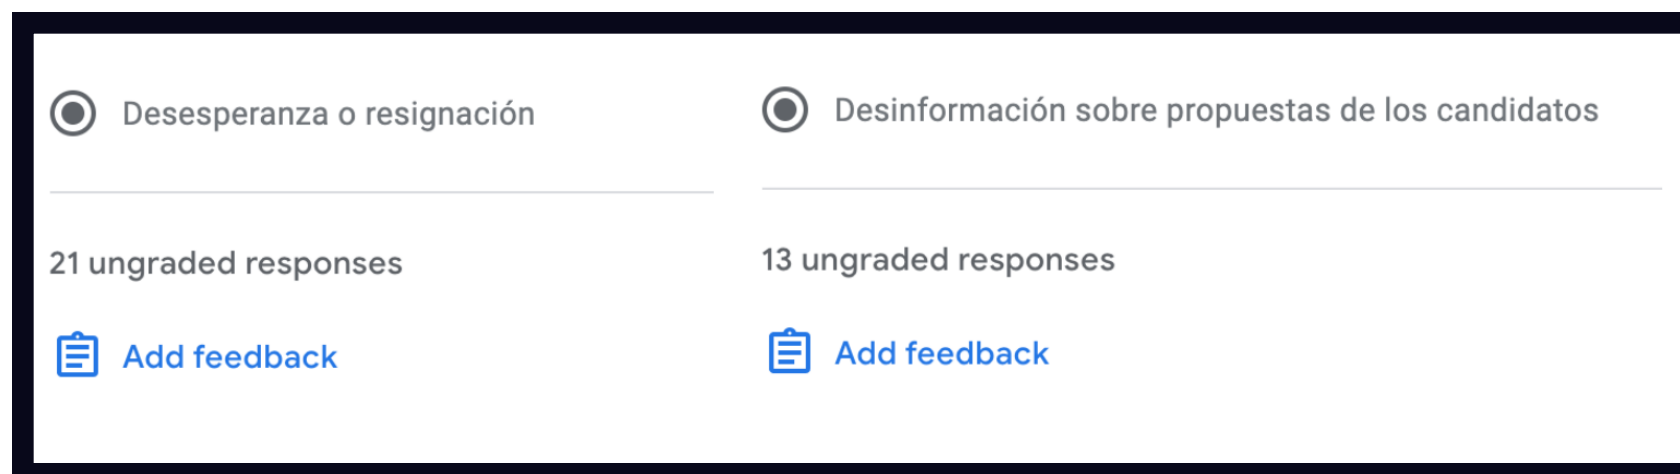 Desesperanza o resignación
21 ungraded responses
Add feedback
Desinformación sobre propuestas de los candidatos
13 ungraded responses
Add feedback